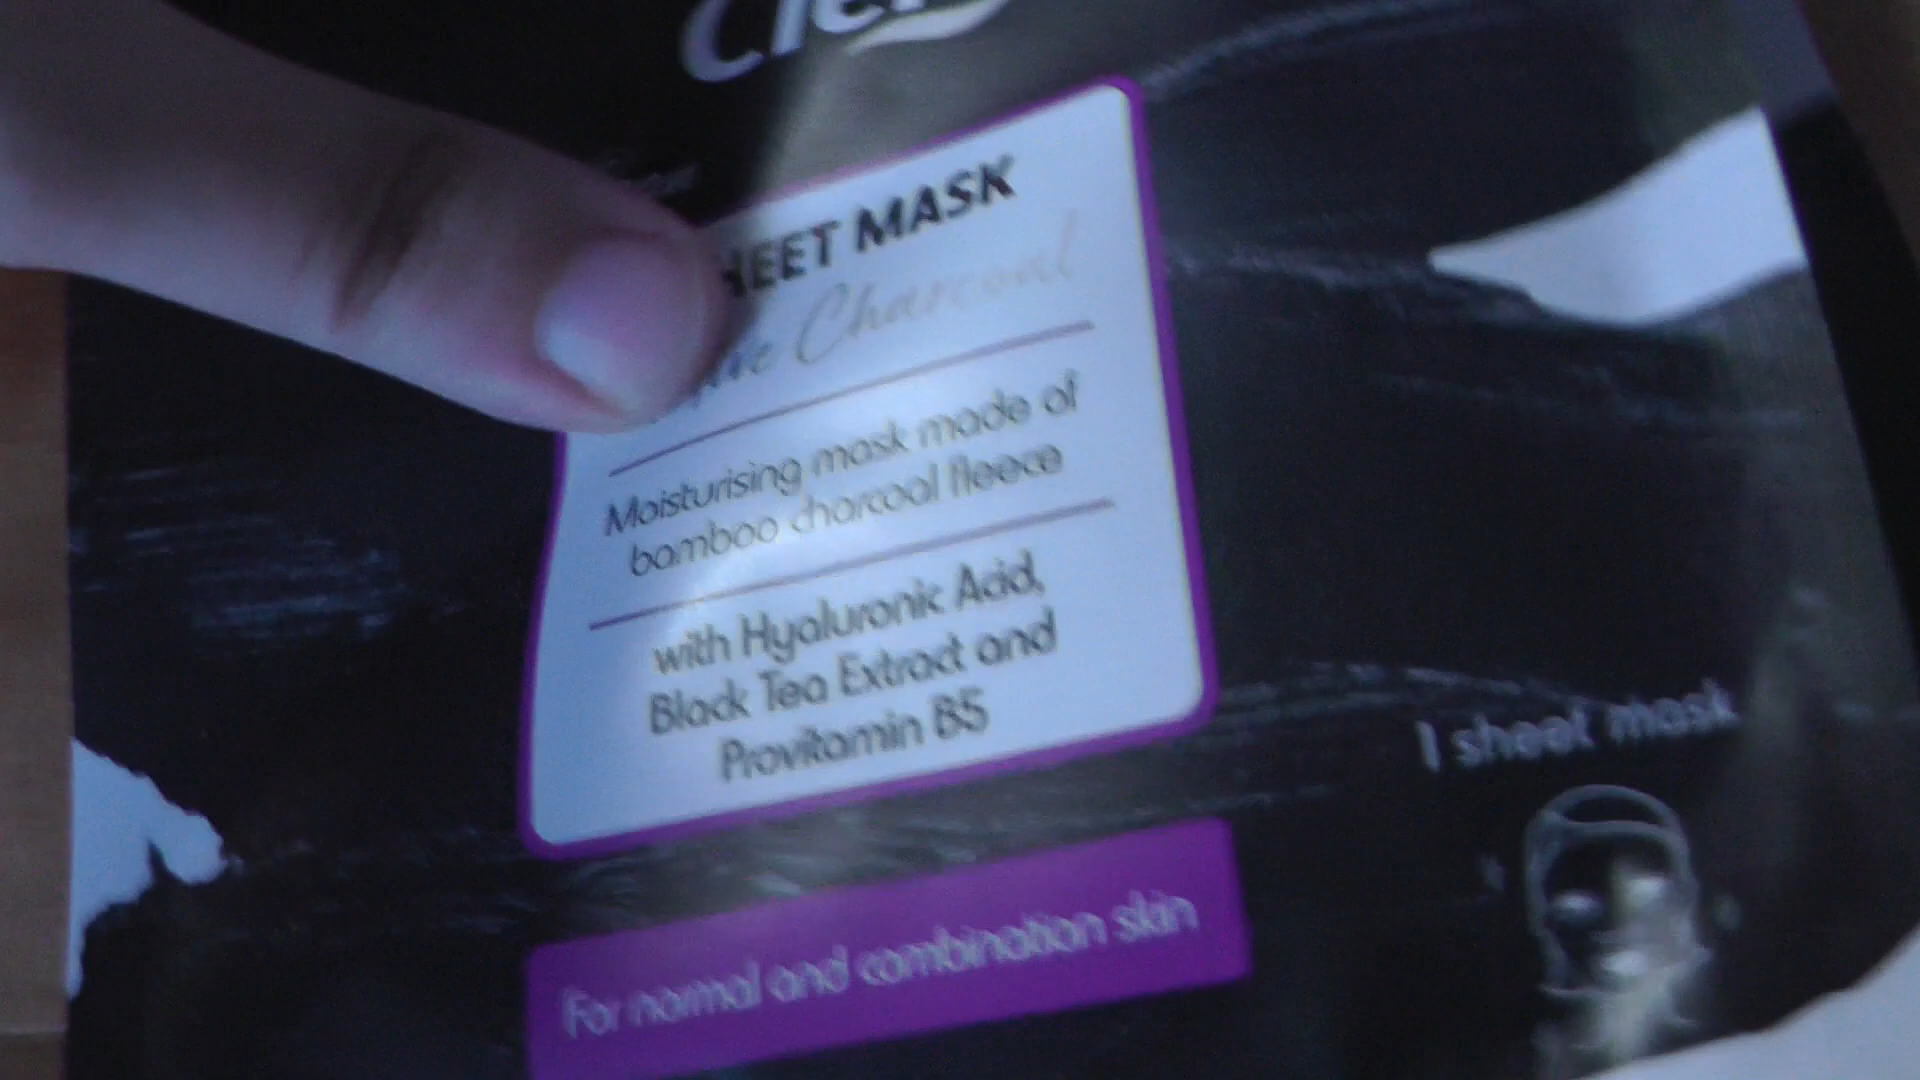 HEET MASK
Charcoal
Moisturising mask made of
bamboo charcoal fleece
with Hyaluronic Acid,
Black Tea Extract and
Provitamin B5
1 sheet mask
For normal and combination skin